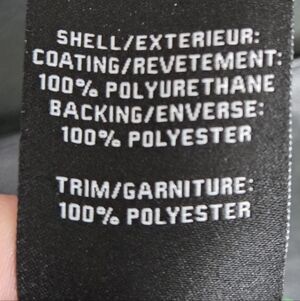 SHELL/EXTERIEUR:
COATING/REVETEMENT:
100% POLYURETHANE
BACKING/ENVERSE:
100% POLYESTER
TRIM/GARNITURE:
100% POLYESTER